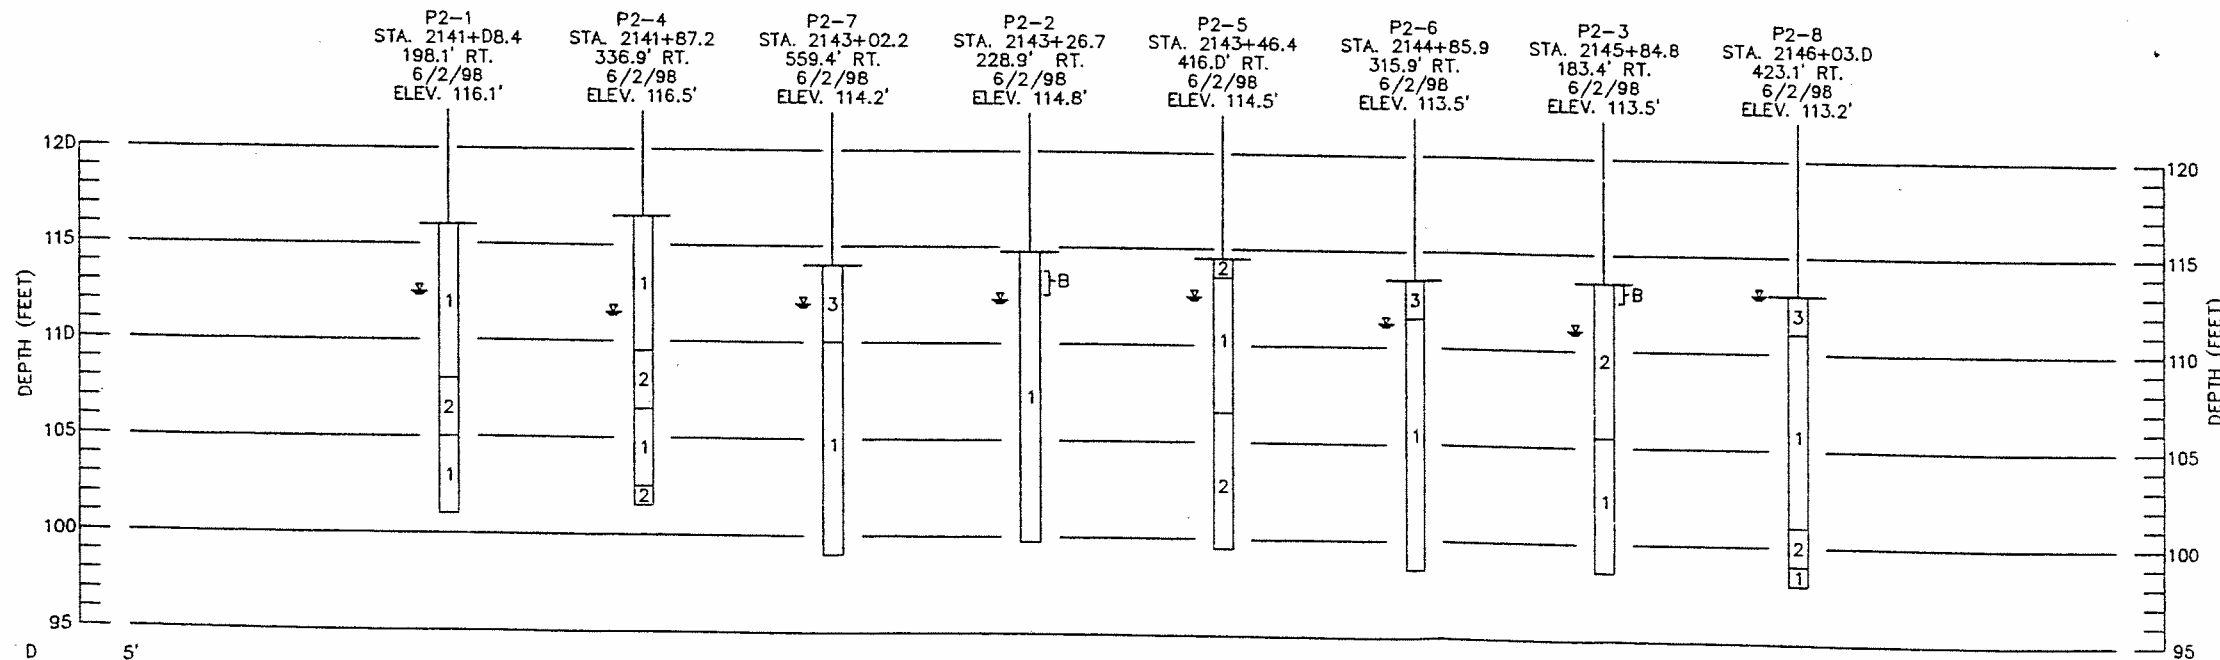 P2-1
STA. 2141+D8.4
198.1' RT.
6/2/98
ELEV. 116.1'
P2-4
STA. 2141+87.2
336.9' RT.
6/2/98
ELEV. 116.5'
P2-7
STA. 2143+02.2
559.4' RT.
6/2/98
ELEV. 114.2'
P2-2
STA. 2143+26.7
228.9' RT.
6/2/98
ELEV. 114.8'
P2-5
STA. 2143+46.4
416.D' RT.
6/2/98
ELEV. 114.5'
P2-6
STA. 2144+85.9
315.9' RT.
6/2/98
ELEV. 113.5'
P2-3
STA. 2145+84.8
183.4' RT.
6/2/98
ELEV. 113.5'
P2-8
STA. 2146+03.D
423.1' RT.
6/2/98
ELEV. 113.2'
DEPTH (FEET)
12D
115
11D
105
100
95
1
2
1
1
2
1
2
3
1
1
B
2
1
2
3
1
2
1
B
3
1
2
1
120
115
110
105
100
95
DEPTH (FEET)
D 5'